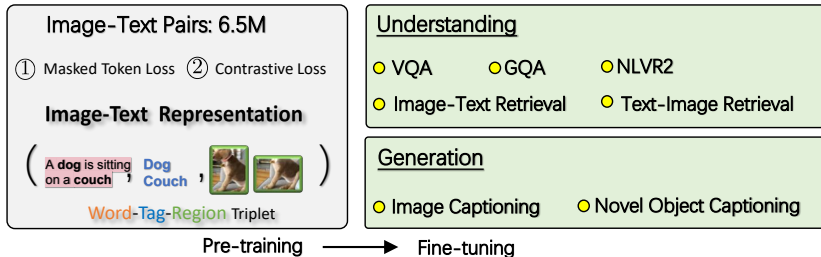 Image-Text Pairs: 6.5M
① Masked Token Loss ② Contrastive Loss
Image-Text Representation
( A dog is sitting on a couch , Dog Couch , , )
Word-Tag-Region Triplet
Understanding
VQA GQA NLVR2
Image-Text Retrieval Text-Image Retrieval
Generation
Image Captioning Novel Object Captioning
Pre-training Fine-tuning